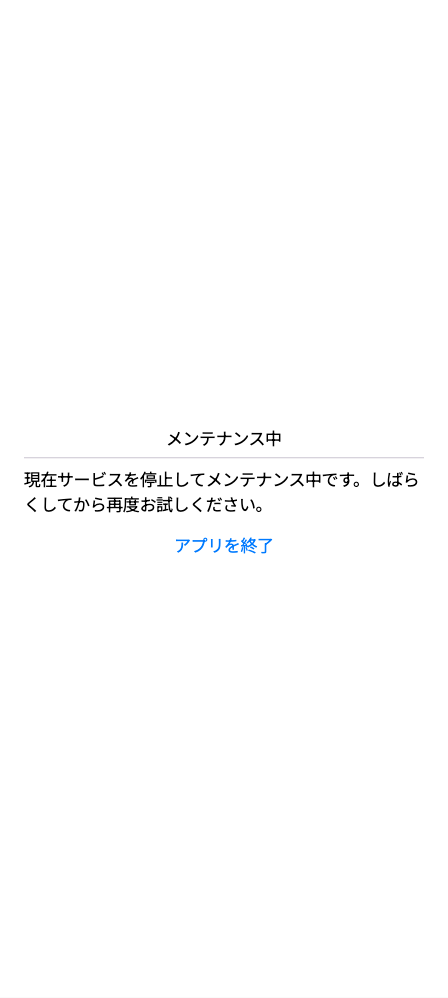 メンテナンス中
現在サービスを停止してメンテナンス中です。しばら
くしてから再度お試しください。
アプリを終了